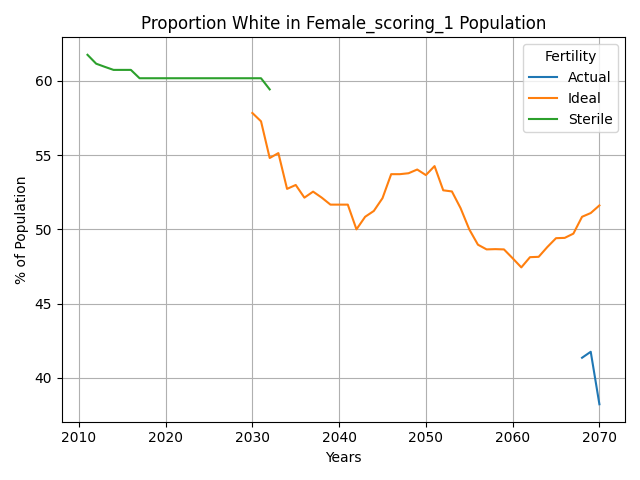 Proportion White in Female_scoring_1 Population
% of Population
60
55
50
45
40
2010
2020
2030
2040
2050
2060
2070
Years
Fertility
Actual
Ideal
Sterile